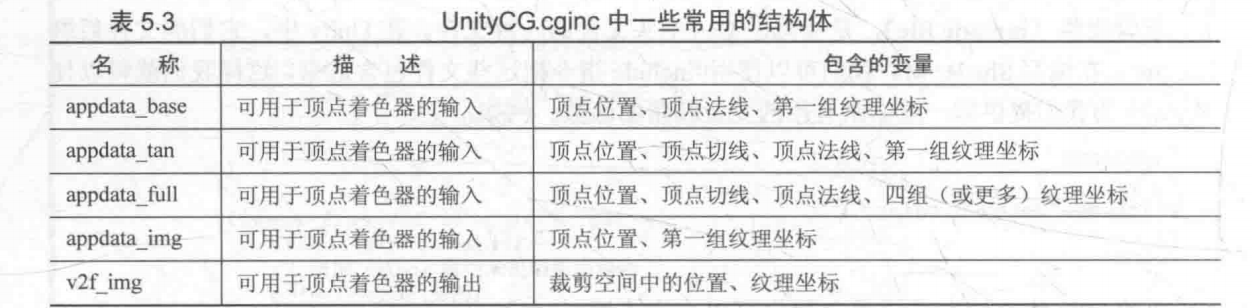 表 5.3 UnityCG.cginc 中一些常用的结构体
名 称 描 述 包含的变量
appdata_base 可用于顶点着色器的输入 顶点位置、顶点法线、第一组纹理坐标
appdata_tan 可用于顶点着色器的输入 顶点位置、顶点切线、顶点法线、第一组纹理坐标
appdata_full 可用于顶点着色器的输入 顶点位置、顶点切线、顶点法线、四组（或更多）纹理坐标
appdata_img 可用于顶点着色器的输入 顶点位置、第一组纹理坐标
v2f_img 可用于顶点着色器的输出 裁剪空间中的位置、纹理坐标